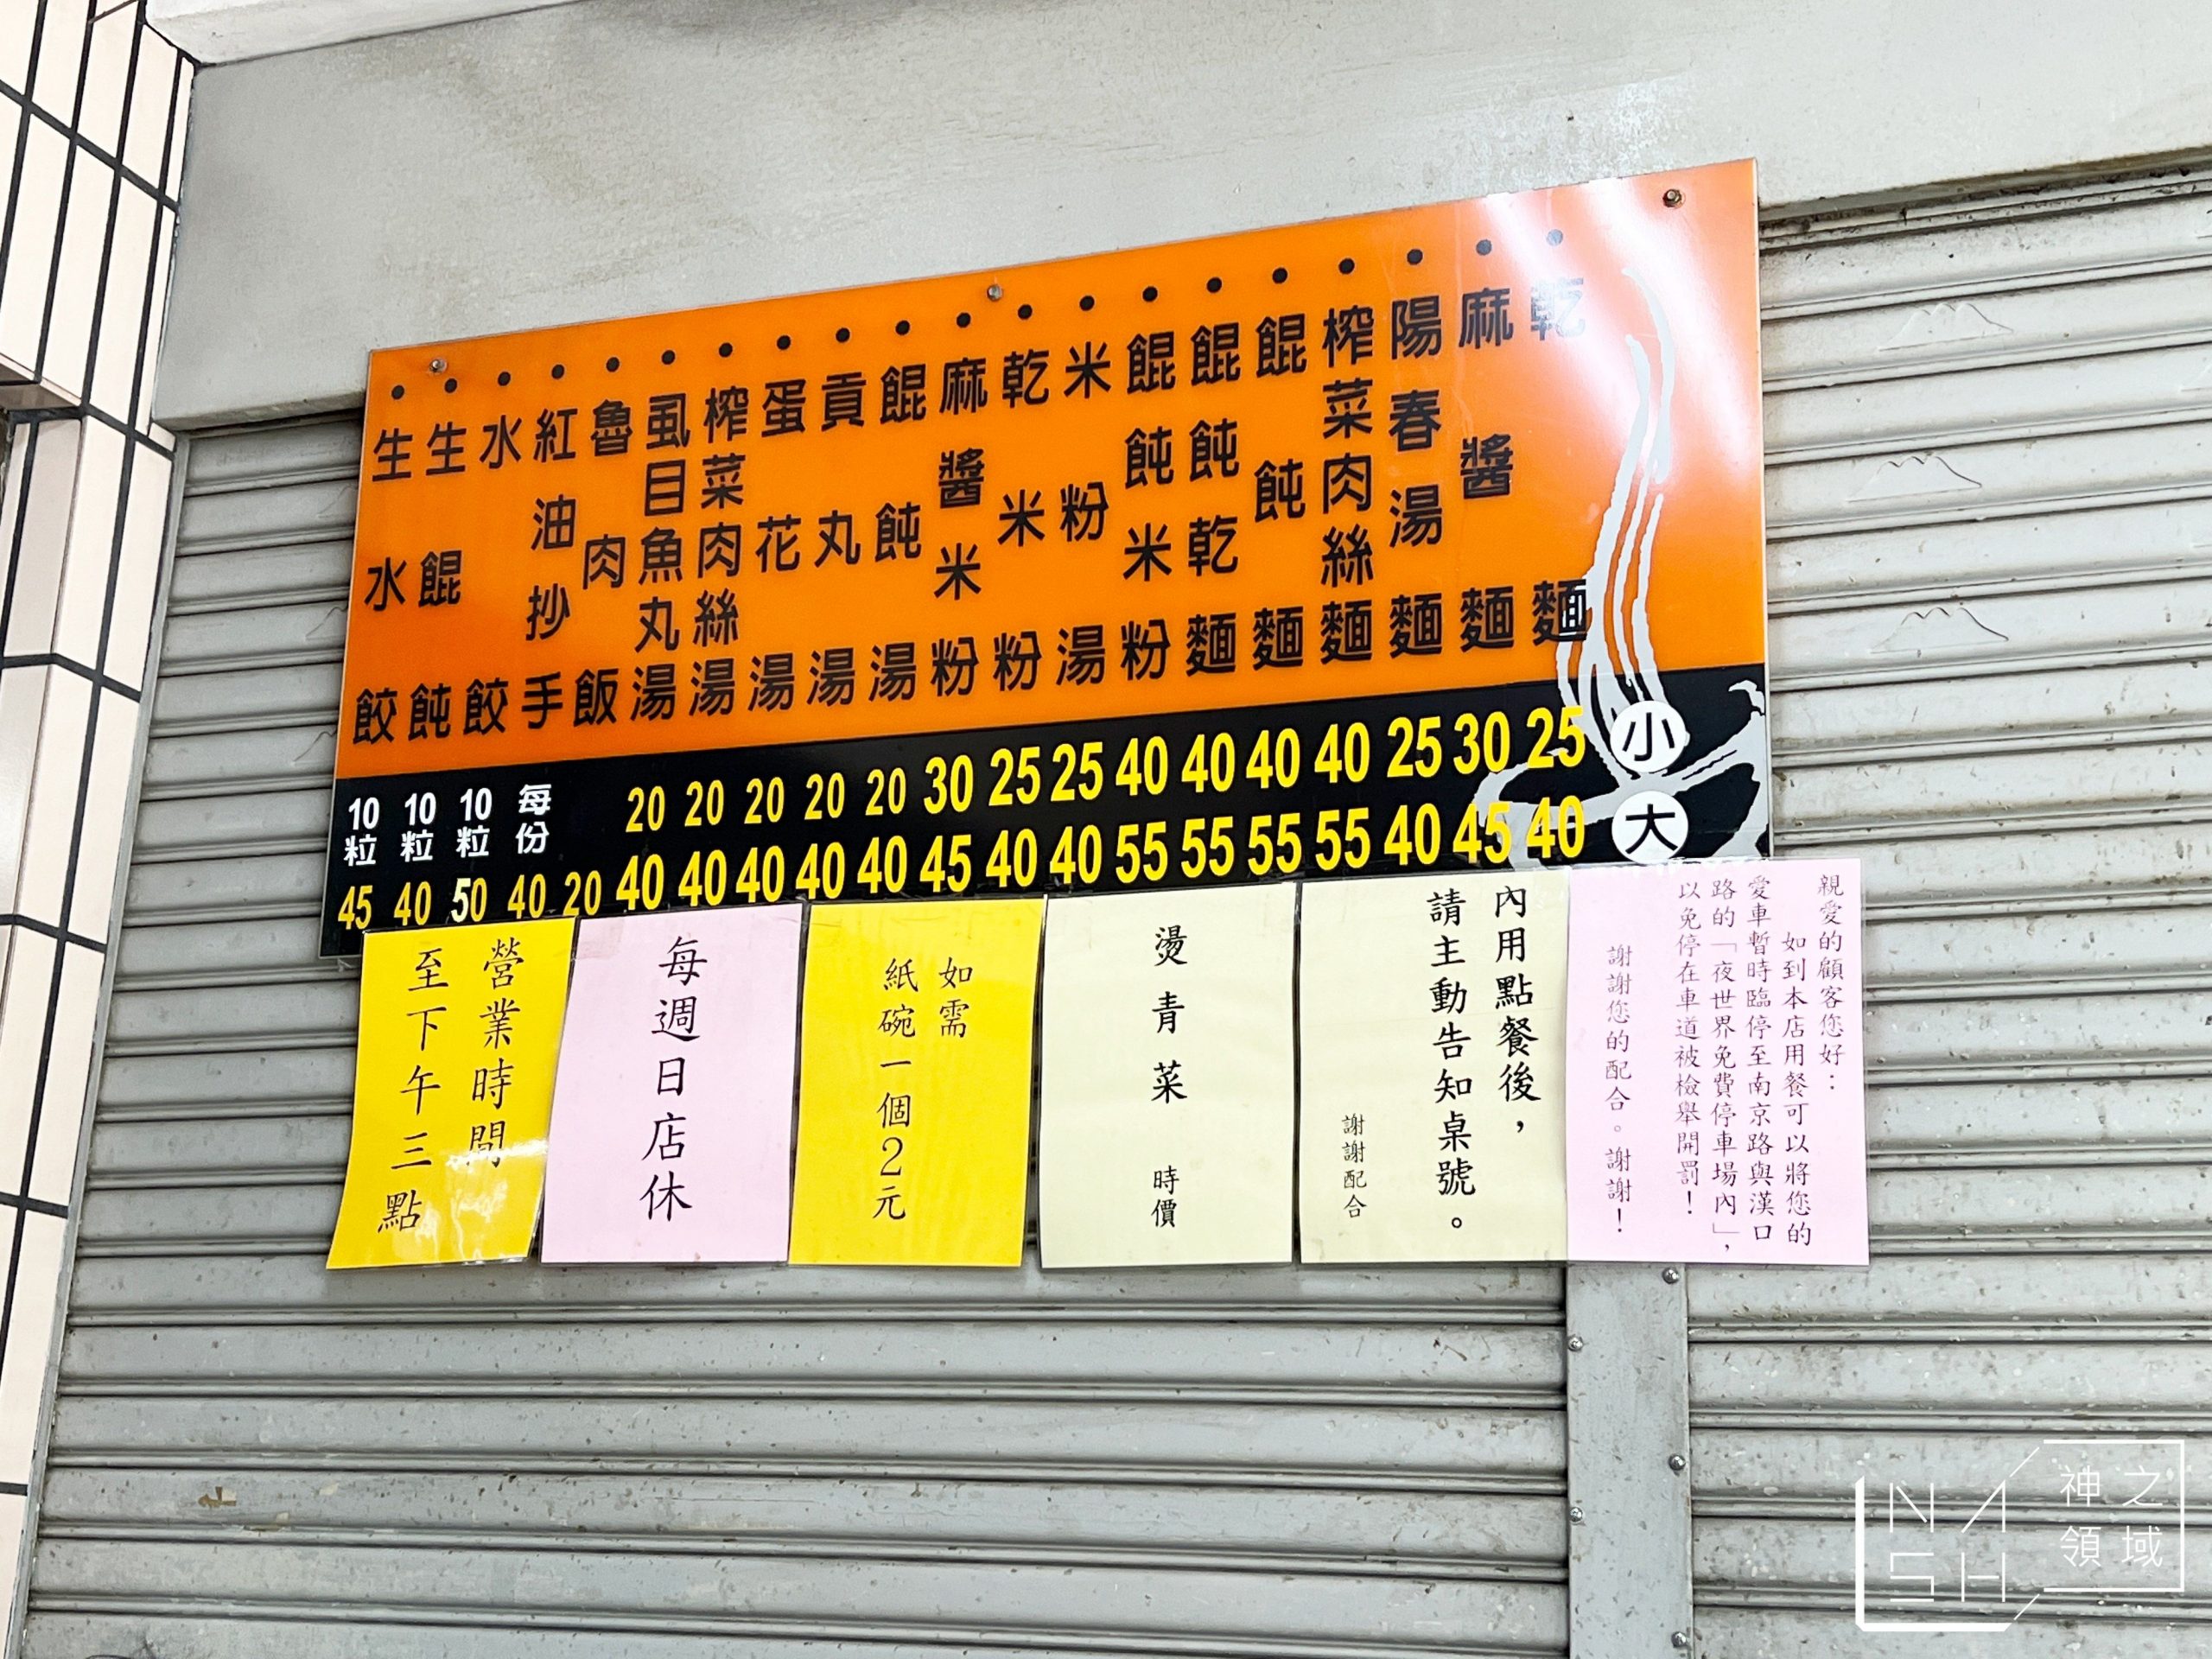 乾麵
麻醬麵
陽春湯麵
榨菜肉絲麵
餛飩麵
餛飩乾麵
餛飩米粉
米粉湯
乾米粉
麻醬米粉
餛飩湯
貢丸湯
蛋花湯
榨菜肉絲湯
虱目魚丸湯
魯肉飯
紅油抄手
水餃
生餛飩
生水餃
小
25 30 25 40 40 40 40 25 25 30 20 20 20 20 20
每份
10粒
10粒
10粒
大
40 45 40 55 55 55 55 40 40 45 40 40 40 40 40 20 40 50 40 45
親愛的顧客您好：
如到本店用餐可以將您的
愛車暫時臨停至南京路與漢口
路的「夜世界免費停車場內」，
以免停在車道被檢舉開罰！
謝謝您的配合。謝謝！
內用點餐後，
請主動告知桌號。
謝謝配合
燙青菜 時價
如需
紙碗一個2元
每週日店休
營業時間
至下午三點
NASH
神之
領域